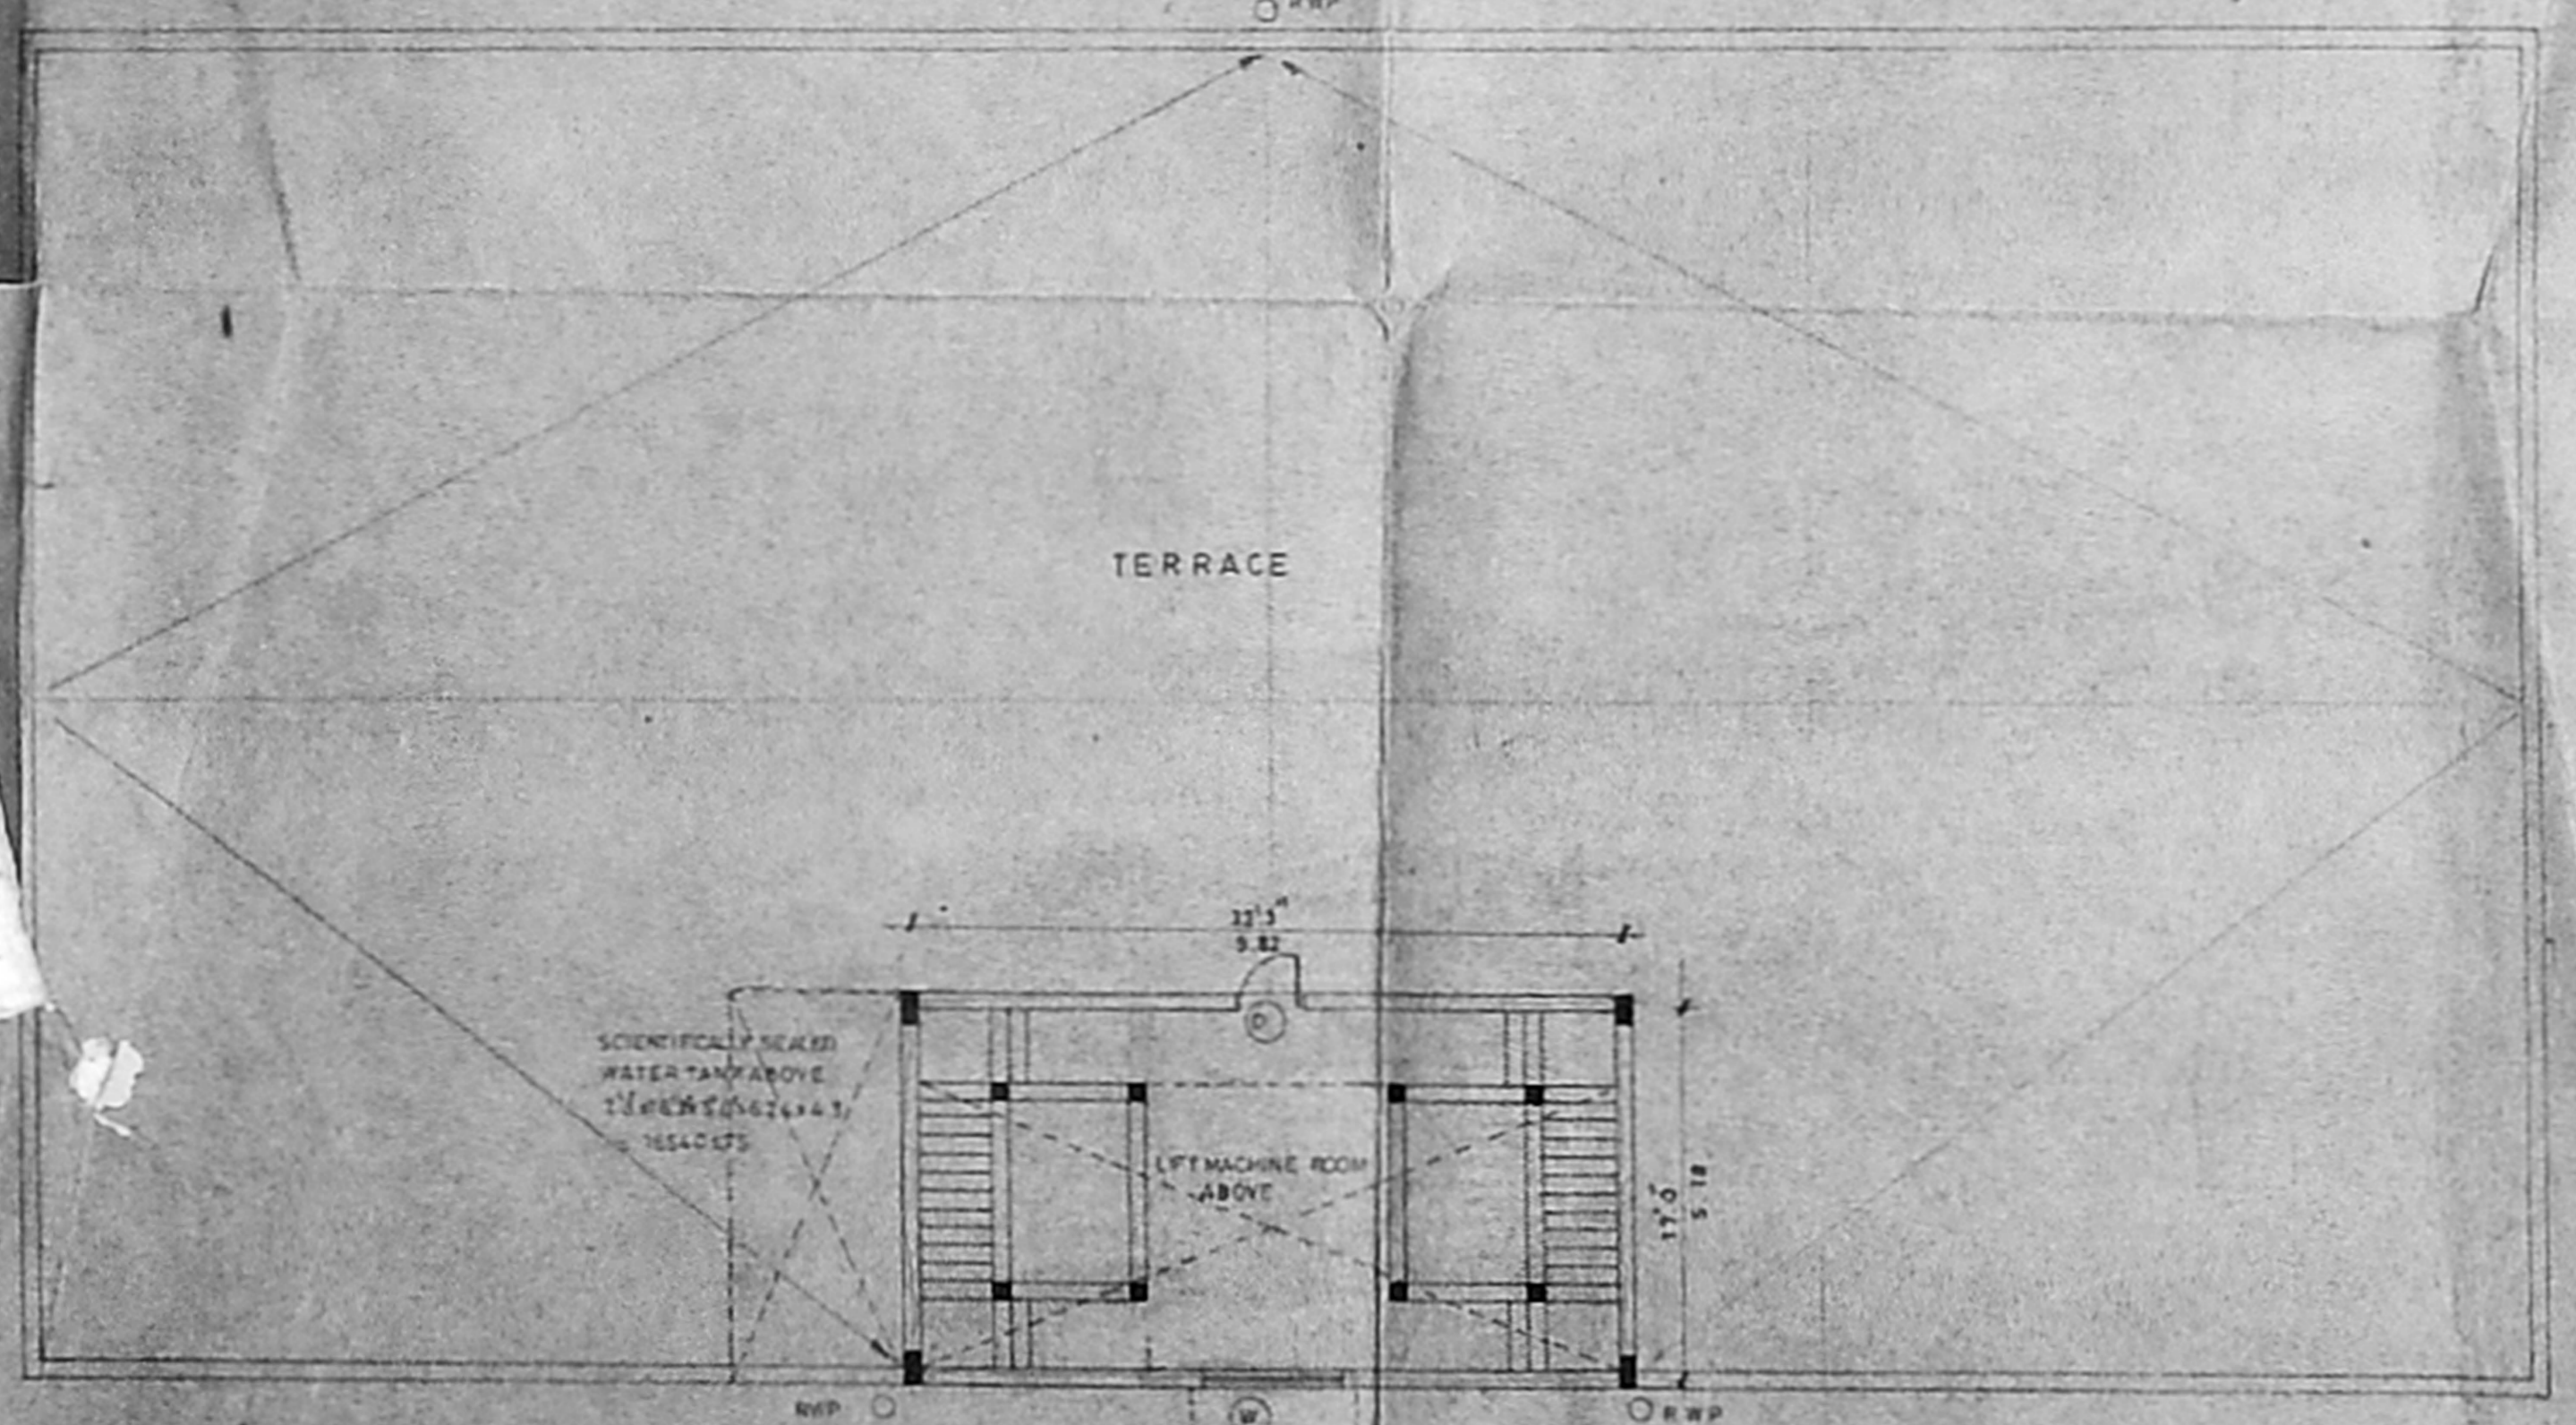 RWP
TERRACE
32'3"
9.82
D
SCIENTIFICALLY SEALED
WATER TANK ABOVE
LIFT MACHINE ROOM
ABOVE
17'0"
5.18
RWP
W
RWP